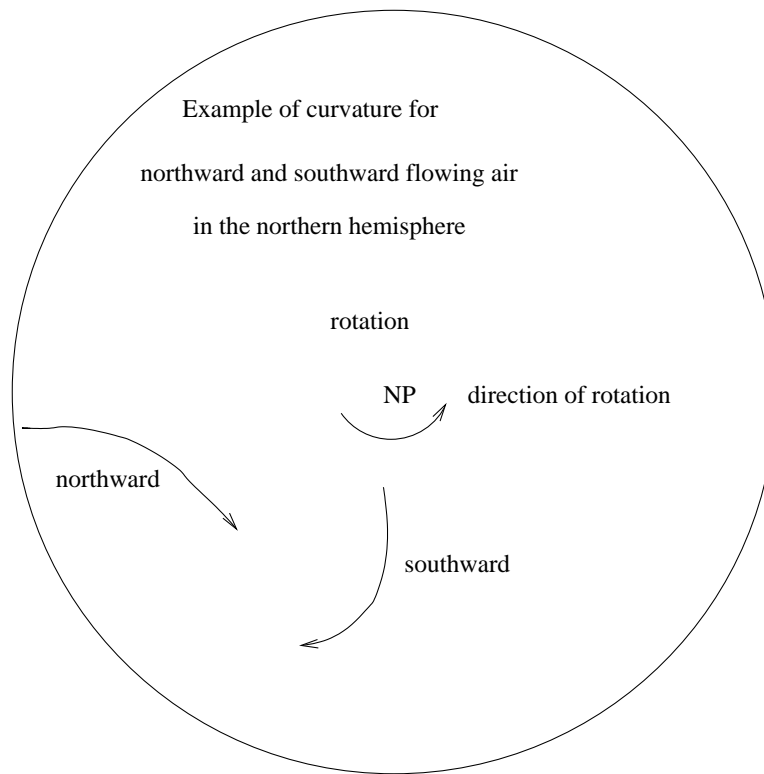 Example of curvature for
northward and southward flowing air
in the northern hemisphere
rotation
NP
direction of rotation
northward
southward